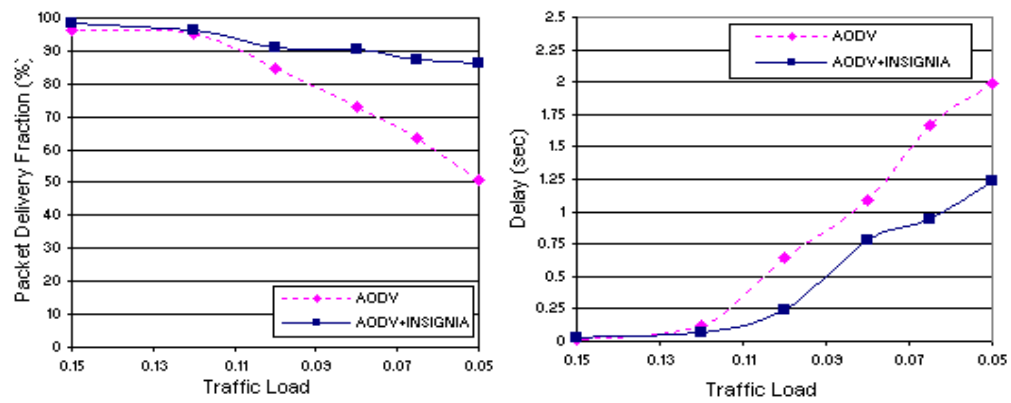 100
90
80
70
60
50
40
30
20
10
0
Packet Delivery Fraction (%)
0.15 0.13 0.11 0.09 0.07 0.05
Traffic Load
AODV
AODV+INSIGNIA
2.5
2.25
2
1.75
1.5
1.25
1
0.75
0.5
0.25
0
Delay (sec)
0.15 0.13 0.11 0.09 0.07 0.05
Traffic Load
AODV
AODV+INSIGNIA